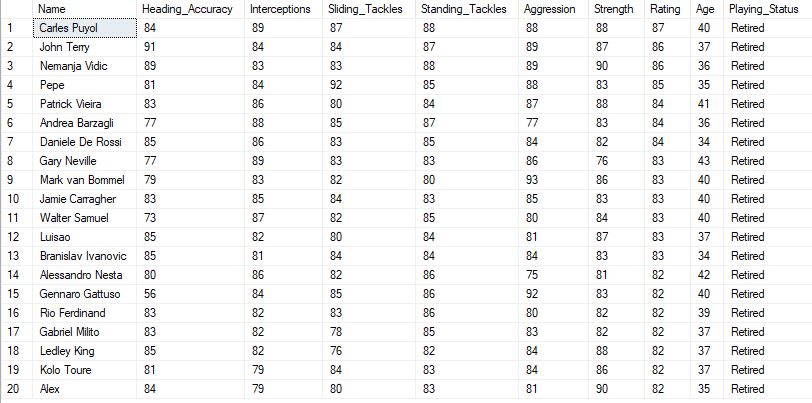 Name Heading_Accuracy Interceptions Sliding_Tackles Standing_Tackles Aggression Strength Rating Age Playing_Status
1 Carles Puyol 84 89 87 88 88 88 87 40 Retired
2 John Terry 91 84 84 87 89 87 86 37 Retired
3 Nemanja Vidic 89 83 83 88 89 90 86 36 Retired
4 Pepe 81 84 92 85 88 83 85 35 Retired
5 Patrick Vieira 83 86 80 84 87 88 84 41 Retired
6 Andrea Barzagli 77 88 85 87 77 83 84 36 Retired
7 Daniele De Rossi 85 86 83 85 84 82 84 34 Retired
8 Gary Neville 77 89 83 83 86 76 83 43 Retired
9 Mark van Bommel 79 83 82 80 93 86 83 40 Retired
10 Jamie Carragher 83 85 84 83 85 83 83 40 Retired
11 Walter Samuel 73 87 82 85 80 84 83 40 Retired
12 Luisao 85 82 80 84 81 87 83 37 Retired
13 Branislav Ivanovic 85 81 84 84 84 83 83 34 Retired
14 Alessandro Nesta 80 86 82 86 75 81 82 42 Retired
15 Gennaro Gattuso 56 84 85 86 92 83 82 40 Retired
16 Rio Ferdinand 83 82 83 86 80 82 82 39 Retired
17 Gabriel Milito 83 82 78 85 83 82 82 37 Retired
18 Ledley King 85 82 76 82 84 88 82 37 Retired
19 Kolo Toure 81 79 84 83 84 86 82 37 Retired
20 Alex 84 79 80 83 81 90 82 35 Retired